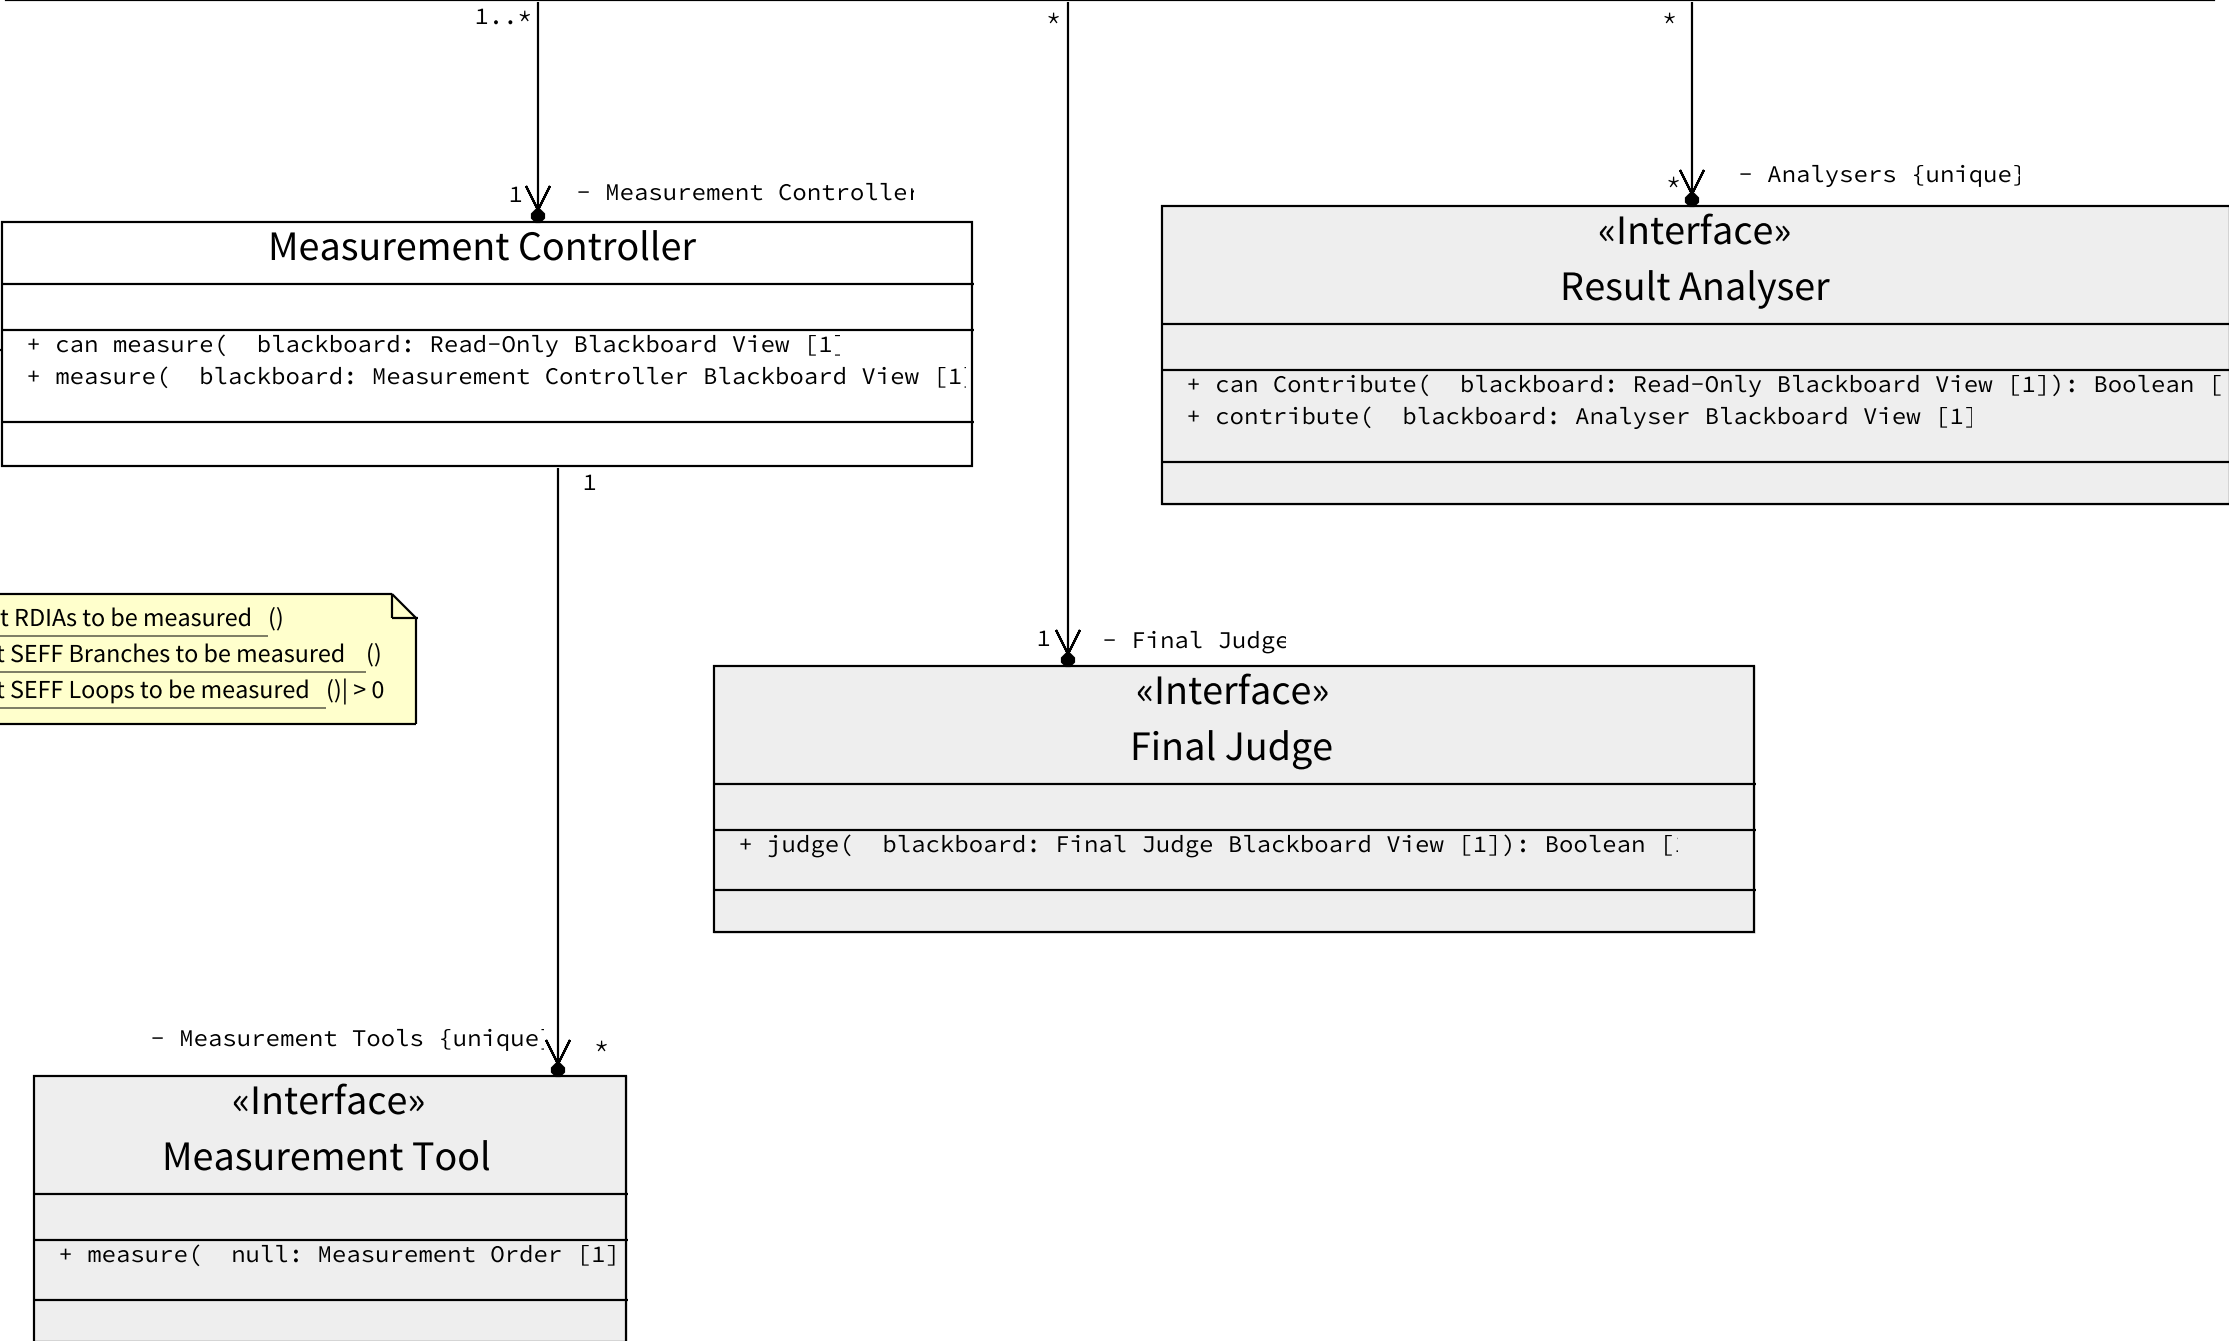 1..*
*
*
1
- Measurement Controller
*
- Analysers {unique}
Measurement Controller
+ can measure(  blackboard: Read-Only Blackboard View [1]
+ measure(  blackboard: Measurement Controller Blackboard View [1]
«Interface»
Result Analyser
+ can Contribute(  blackboard: Read-Only Blackboard View [1]): Boolean [
+ contribute(  blackboard: Analyser Blackboard View [1]
1
t RDIAs to be measured ()
t SEFF Branches to be measured ()
t SEFF Loops to be measured ()| > 0
1
- Final Judge
«Interface»
Final Judge
+ judge(  blackboard: Final Judge Blackboard View [1]): Boolean [
- Measurement Tools {unique}
*
«Interface»
Measurement Tool
+ measure(  null: Measurement Order [1]